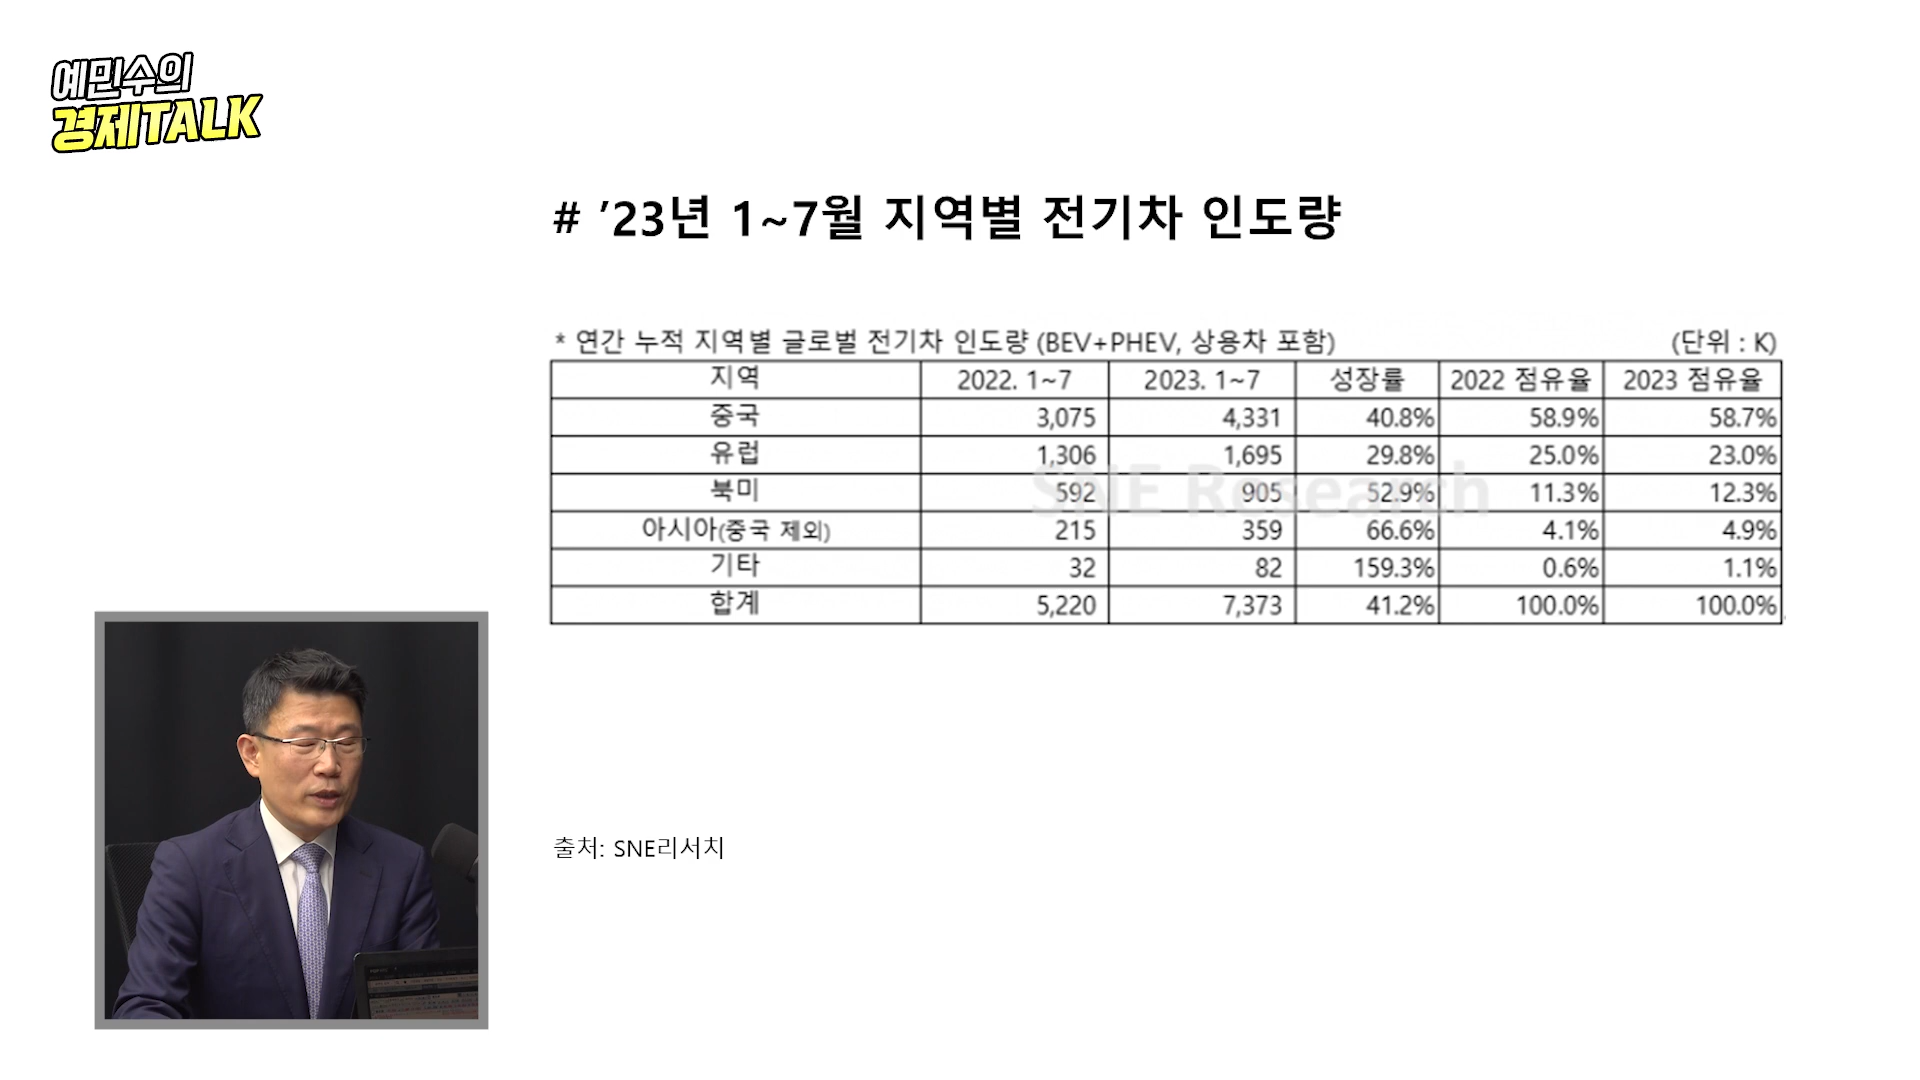 예민수의
경제TALK
# ’23년 1~7월 지역별 전기차 인도량
* 연간 누적 지역별 글로벌 전기차 인도량 (BEV+PHEV, 상용차 포함) (단위 : K)
지역 2022. 1~7 2023. 1~7 성장률 2022 점유율 2023 점유율
중국 3,075 4,331 40.8% 58.9% 58.7%
유럽 1,306 1,695 29.8% 25.0% 23.0%
북미 592 905 52.9% 11.3% 12.3%
아시아(중국 제외) 215 359 66.6% 4.1% 4.9%
기타 32 82 159.3% 0.6% 1.1%
합계 5,220 7,373 41.2% 100.0% 100.0%
SNE Research
출처: SNE리서치